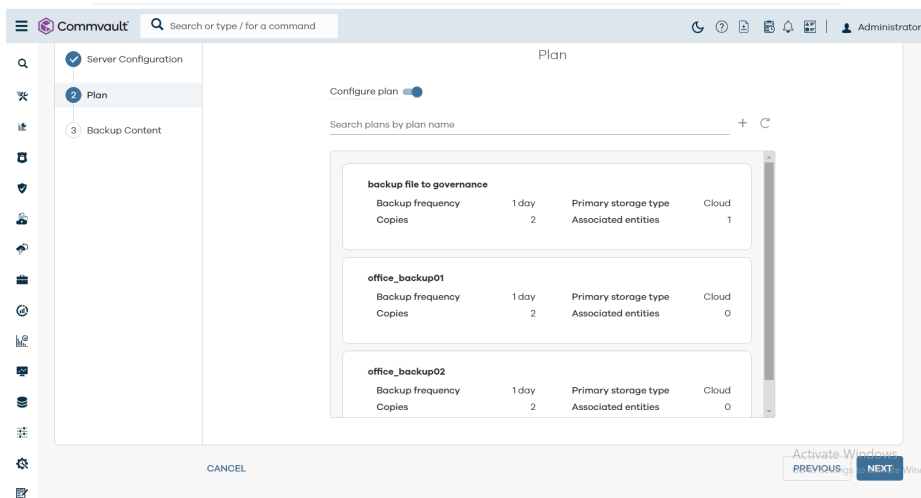 Commvault
Search or type / for a command
Administrator
Server Configuration
2 Plan
3 Backup Content
Plan
Configure plan
Search plans by plan name
backup file to governance
Backup frequency 1 day Primary storage type Cloud
Copies 2 Associated entities 1
office_backup01
Backup frequency 1 day Primary storage type Cloud
Copies 2 Associated entities 0
office_backup02
Backup frequency 1 day Primary storage type Cloud
Copies 2 Associated entities 0
Activate Windows
CANCEL
PREVIOUS
NEXT